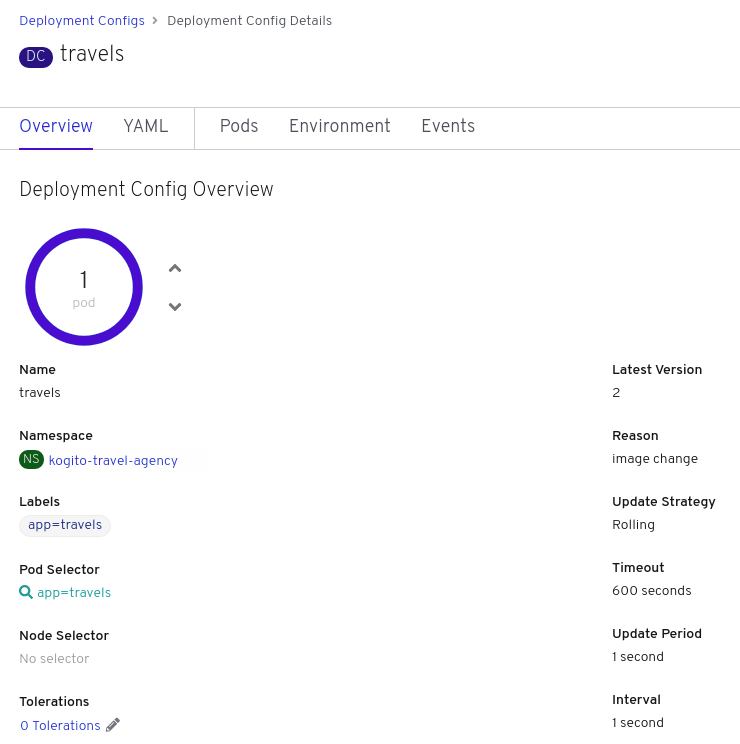 Deployment Configs > Deployment Config Details
DC travels
Overview YAML Pods Environment Events
Deployment Config Overview
1
pod
Name
travels
Namespace
NS kogito-travel-agency
Labels
app=travels
Pod Selector
app=travels
Node Selector
No selector
Tolerations
0 Tolerations
Latest Version
2
Reason
image change
Update Strategy
Rolling
Timeout
600 seconds
Update Period
1 second
Interval
1 second